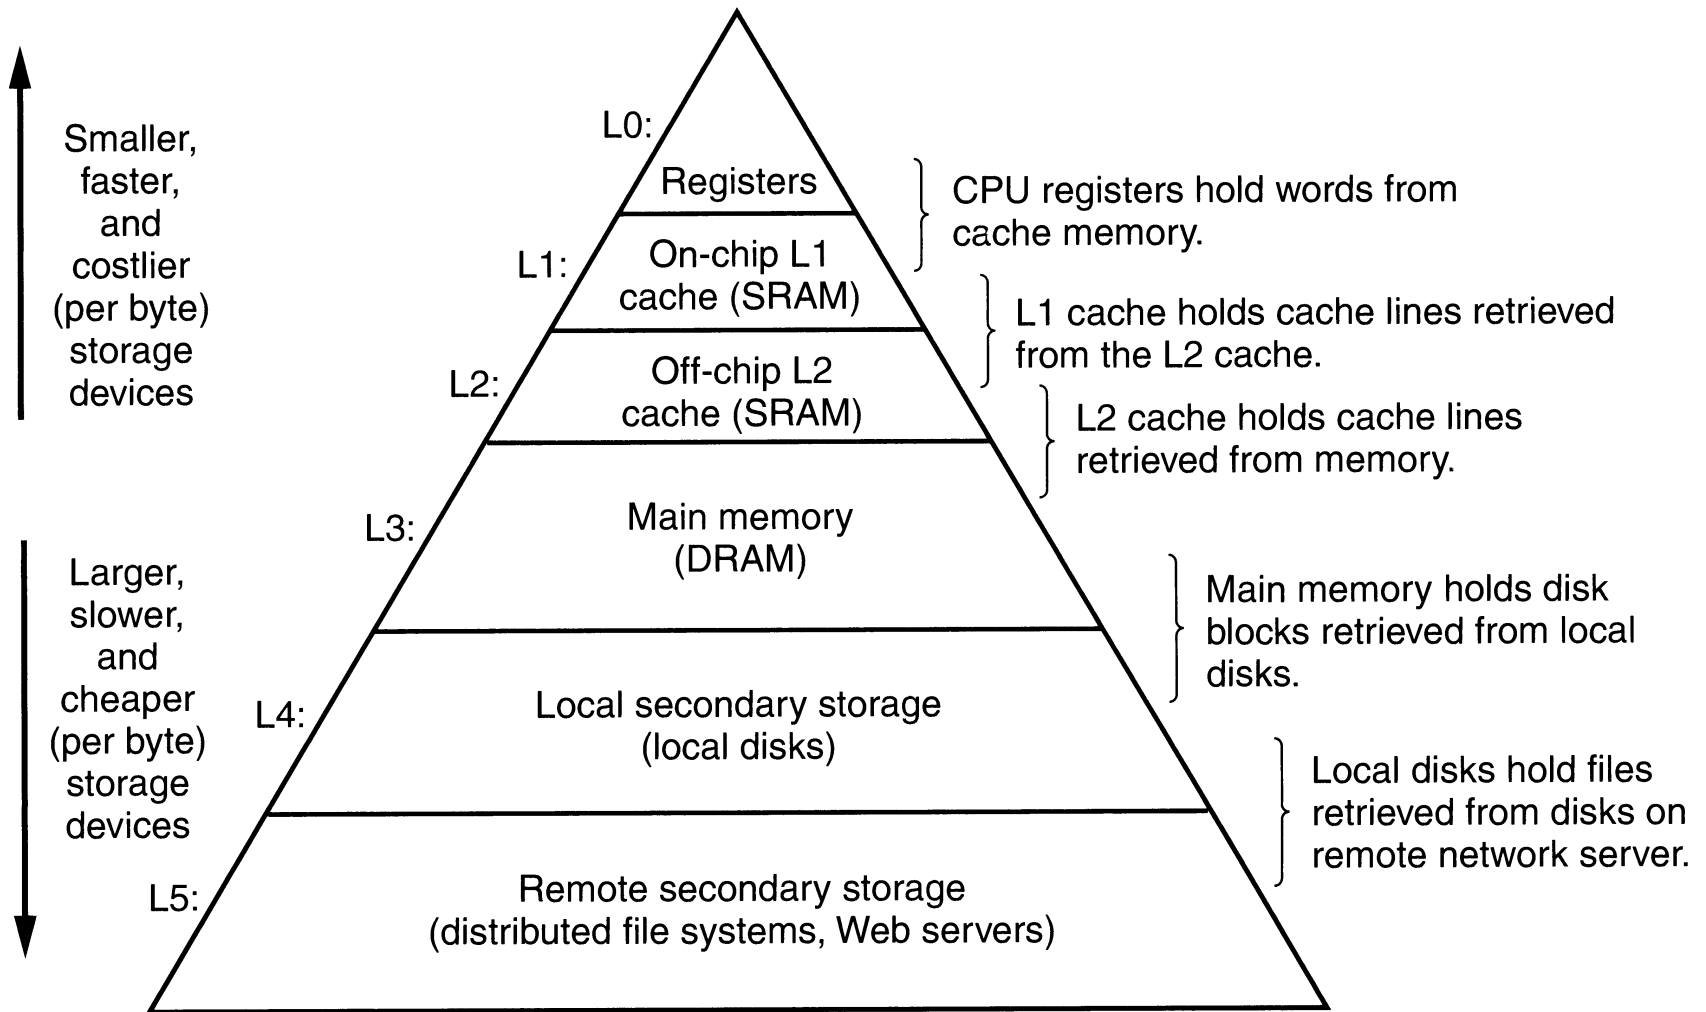 L0:
Registers
L1:
On-chip L1
cache (SRAM)
L2:
Off-chip L2
cache (SRAM)
L3:
Main memory
(DRAM)
L4:
Local secondary storage
(local disks)
L5:
Remote secondary storage
(distributed file systems, Web servers)
Smaller,
faster,
and
costlier
(per byte)
storage
devices
Larger,
slower,
and
cheaper
(per byte)
storage
devices
CPU registers hold words from
cache memory.
L1 cache holds cache lines retrieved
from the L2 cache.
L2 cache holds cache lines
retrieved from memory.
Main memory holds disk
blocks retrieved from local
disks.
Local disks hold files
retrieved from disks on
remote network server.